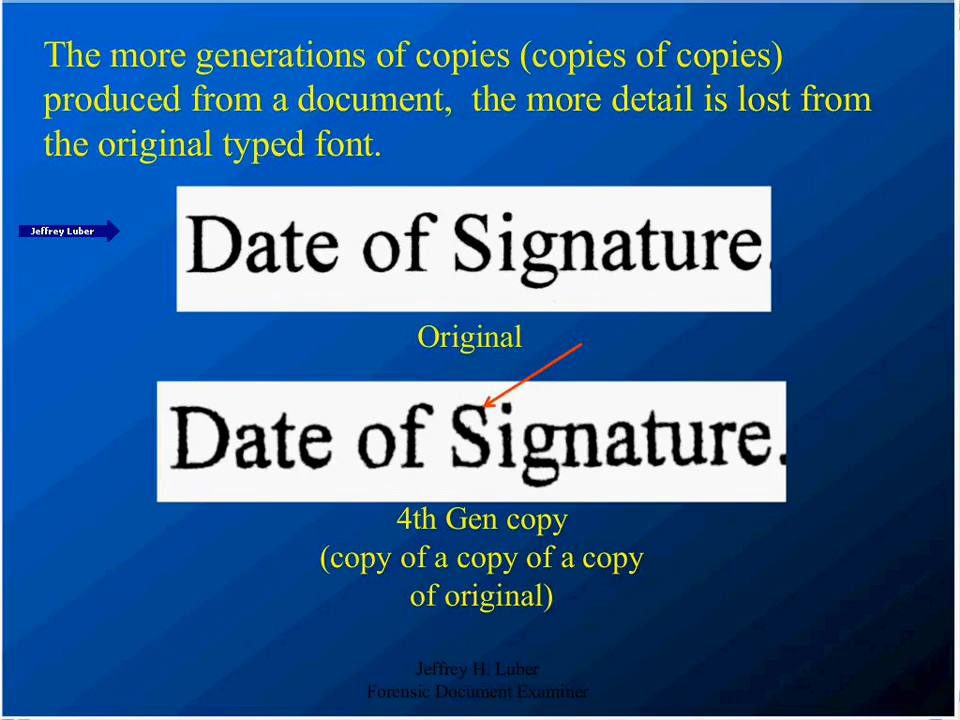 The more generations of copies (copies of copies)
produced from a document, the more detail is lost from
the original typed font.
Jeffrey Luber
Date of Signature.
Original
Date of Signature.
4th Gen copy
(copy of a copy of a copy
of original)
Jeffrey H. Luber
Forensic Document Examiner